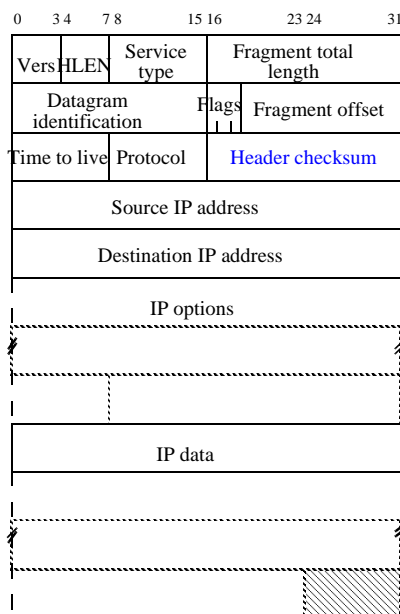 0 3 4 7 8 15 16 23 24 31
Vers HLEN Service type Fragment total length
Datagram identification Flags Fragment offset
Time to live Protocol Header checksum
Source IP address
Destination IP address
IP options
IP data